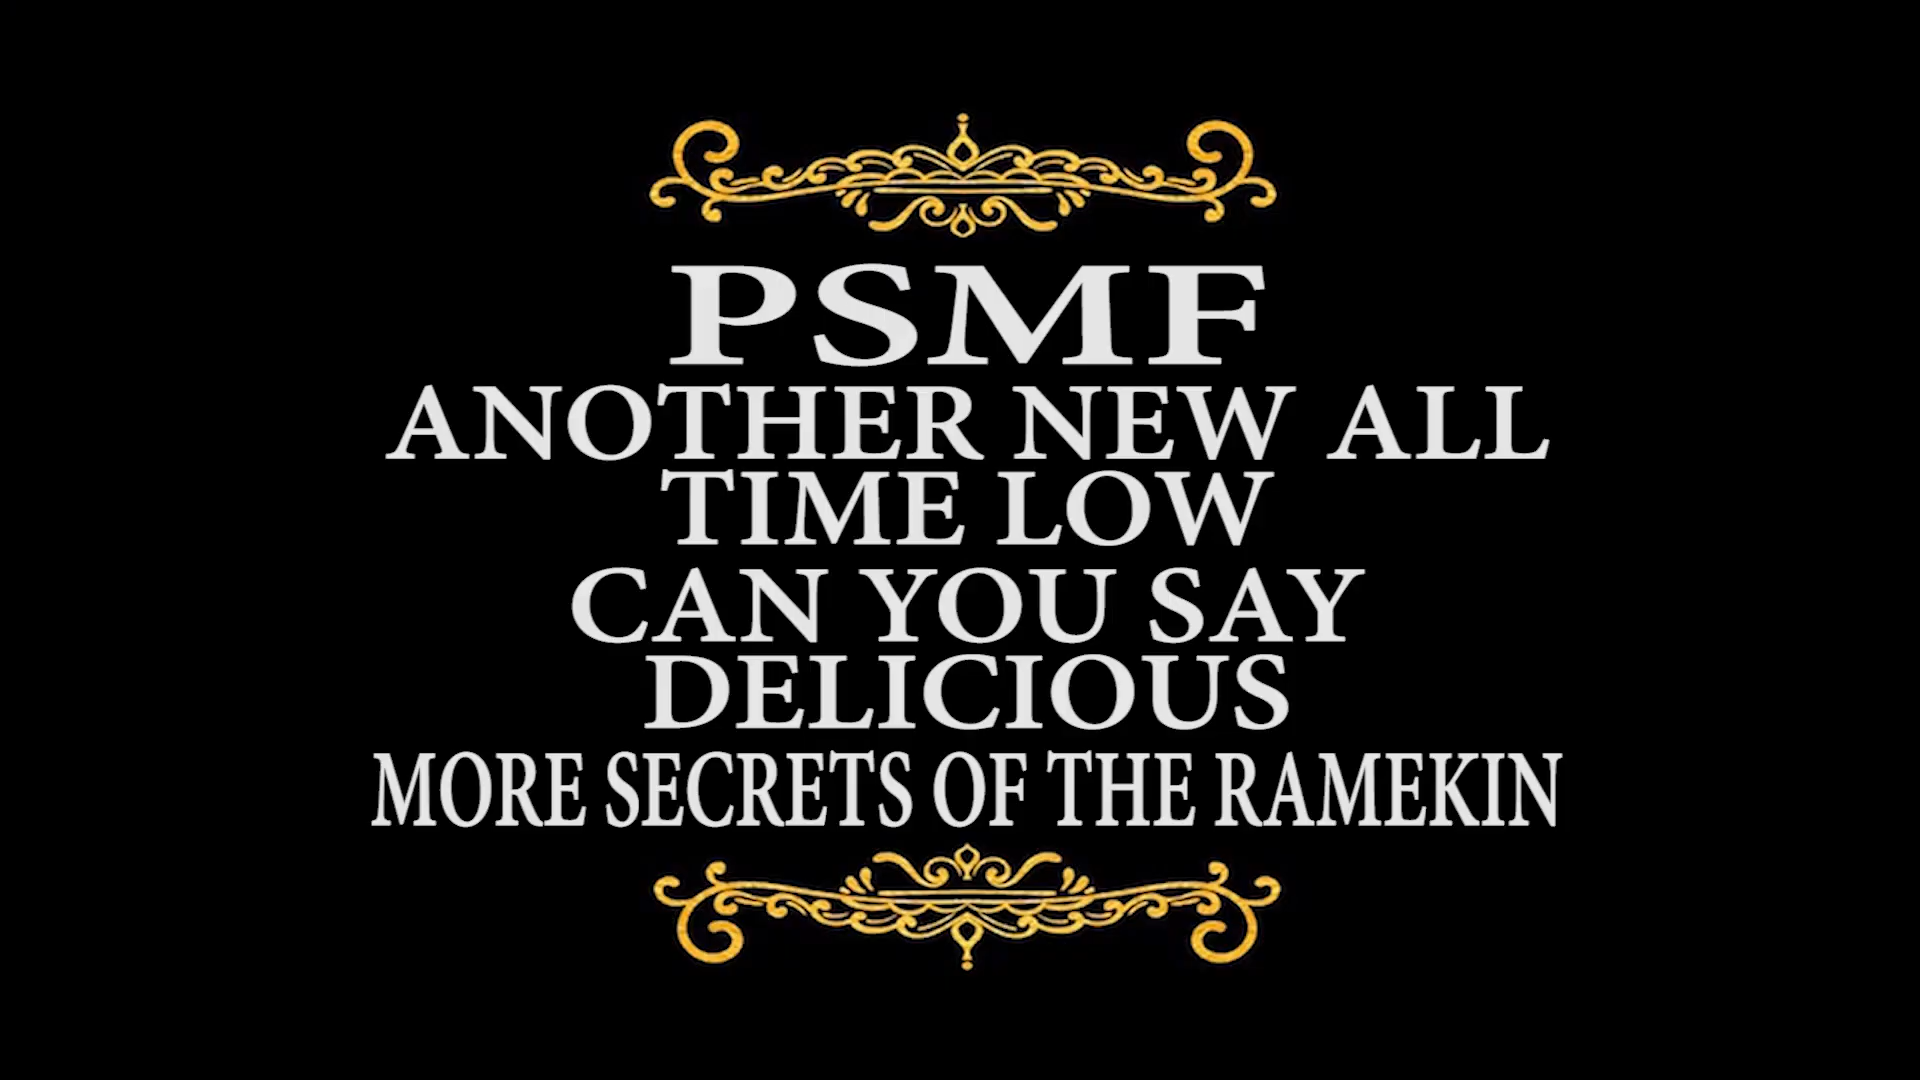 PSMF
ANOTHER NEW ALL
TIME LOW
CAN YOU SAY
DELICIOUS
MORE SECRETS OF THE RAMEKIN